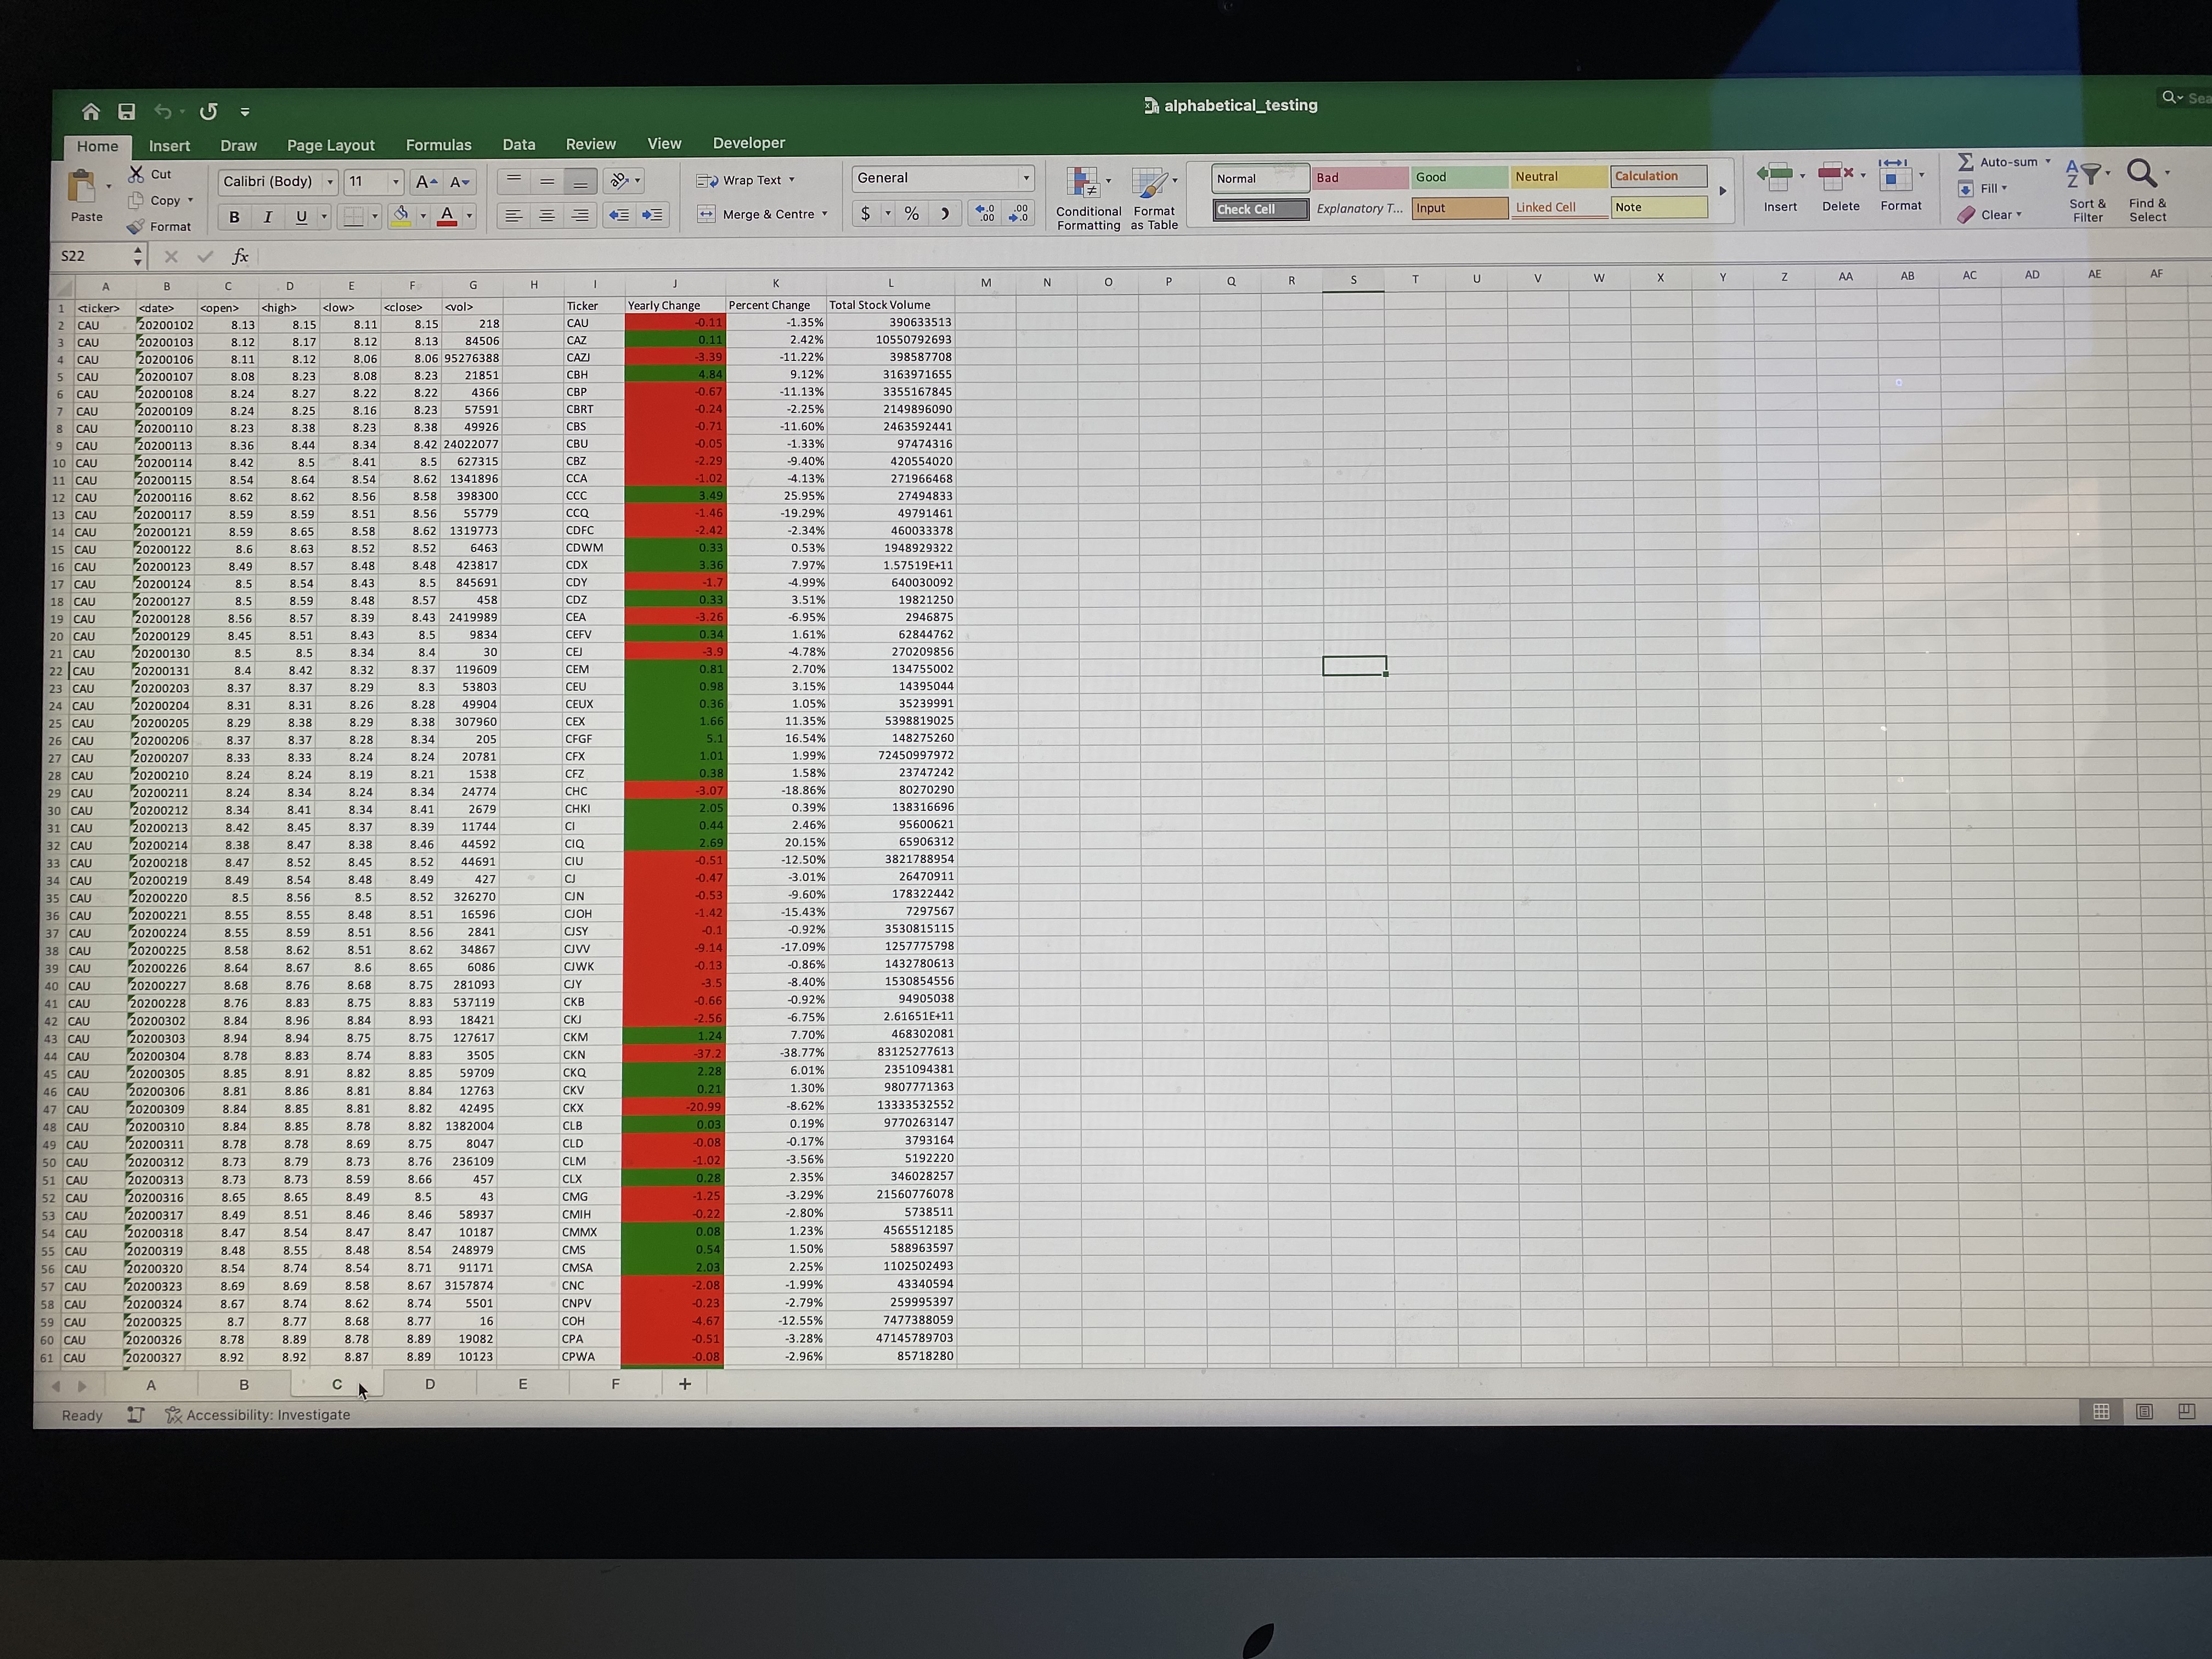 alphabetical_testing
Home Insert Draw Page Layout Formulas Data Review View Developer
Paste Cut Copy Format Calibri (Body) 11 B I U Wrap Text Merge & Centre General $ % Conditional Formatting Format as Table Normal Bad Good Neutral Calculation Check Cell Explanatory T... Input Linked Cell Note Insert Delete Format Auto-sum Fill Clear Sort & Filter Find & Select
S22 fx
A B C D E F G H I J K L M N O P Q R S T U V W X Y Z AA AB AC AD AE AF
1 <ticker> <date> <open> <high> <low> <close> <vol> Ticker Yearly Change Percent Change Total Stock Volume
2 CAU 20200102 8.13 8.15 8.11 8.15 218 CAU -0.11 -1.35% 390633513
3 CAU 20200103 8.12 8.17 8.12 8.13 84506 CAZ 0.11 2.42% 10550792693
4 CAU 20200106 8.11 8.12 8.06 8.06 95276388 CAZJ -3.39 -11.22% 398587708
5 CAU 20200107 8.08 8.23 8.08 8.23 21851 CBH 4.84 9.12% 3163971655
6 CAU 20200108 8.24 8.27 8.22 8.22 4366 CBP -0.67 -11.13% 3355167845
7 CAU 20200109 8.24 8.25 8.16 8.23 57591 CBRT -0.24 -2.25% 2149896090
8 CAU 20200110 8.23 8.38 8.23 8.38 49926 CBS -0.71 -11.60% 2463592441
9 CAU 20200113 8.36 8.44 8.34 8.42 24022077 CBU -0.05 -1.33% 97474316
10 CAU 20200114 8.42 8.5 8.41 8.5 627315 CBZ -2.29 -9.40% 420554020
11 CAU 20200115 8.54 8.64 8.54 8.62 1341896 CCA -1.02 -4.13% 271966468
12 CAU 20200116 8.62 8.62 8.56 8.58 398300 CCC 3.49 25.95% 27494833
13 CAU 20200117 8.59 8.59 8.51 8.56 55779 CCQ -1.46 -19.29% 49791461
14 CAU 20200121 8.59 8.65 8.58 8.62 1319773 CDFC -2.42 -2.34% 460033378
15 CAU 20200122 8.6 8.63 8.52 8.52 6463 CDWM 0.33 0.53% 1948929322
16 CAU 20200123 8.49 8.57 8.48 8.48 423817 CDX 3.36 7.97% 1.57519E+11
17 CAU 20200124 8.5 8.54 8.43 8.5 845691 CDY -1.7 -4.99% 640030092
18 CAU 20200127 8.5 8.59 8.48 8.57 458 CDZ 0.33 3.51% 19821250
19 CAU 20200128 8.56 8.57 8.39 8.43 2419989 CEA -3.26 -6.95% 2946875
20 CAU 20200129 8.45 8.51 8.43 8.5 9834 CEFV 0.34 1.61% 62844762
21 CAU 20200130 8.5 8.5 8.34 8.4 30 CEJ -3.9 -4.78% 270209856
22 CAU 20200131 8.4 8.42 8.32 8.37 119609 CEM 0.81 2.70% 134755002
23 CAU 20200203 8.37 8.37 8.29 8.3 53803 CEU 0.98 3.15% 14395044
24 CAU 20200204 8.31 8.31 8.26 8.28 49904 CEUX 0.36 1.05% 35239991
25 CAU 20200205 8.29 8.38 8.29 8.38 307960 CEX 1.66 11.35% 5398819025
26 CAU 20200206 8.37 8.37 8.28 8.34 205 CFGF 5.1 16.54% 148275260
27 CAU 20200207 8.33 8.33 8.24 8.24 20781 CFX 1.01 1.99% 72450997972
28 CAU 20200210 8.24 8.24 8.19 8.21 1538 CFZ 0.38 1.58% 23747242
29 CAU 20200211 8.24 8.34 8.24 8.34 24774 CHC -3.07 -18.86% 80270290
30 CAU 20200212 8.34 8.41 8.34 8.41 2679 CHKI 2.05 0.39% 138316696
31 CAU 20200213 8.42 8.45 8.37 8.39 11744 CI 0.44 2.46% 95600621
32 CAU 20200214 8.38 8.47 8.38 8.46 44592 CIQ 2.69 20.15% 65906312
33 CAU 20200218 8.47 8.52 8.45 8.52 44691 CIU -0.51 -12.50% 3821788954
34 CAU 20200219 8.49 8.54 8.48 8.49 427 CJ -0.47 -3.01% 26470911
35 CAU 20200220 8.5 8.56 8.5 8.52 326270 CJN -0.53 -9.60% 178322442
36 CAU 20200221 8.55 8.55 8.48 8.51 16596 CJOH -1.42 -15.43% 7297567
37 CAU 20200224 8.55 8.59 8.51 8.56 2841 CJSY -0.1 -0.92% 3530815115
38 CAU 20200225 8.58 8.62 8.51 8.62 34867 CJVV -9.14 -17.09% 1257775798
39 CAU 20200226 8.64 8.67 8.6 8.65 6086 CJWK -0.13 -0.86% 1432780613
40 CAU 20200227 8.68 8.76 8.68 8.75 281093 CJY -3.5 -8.40% 1530854556
41 CAU 20200228 8.76 8.83 8.75 8.83 537119 CKB -0.66 -0.92% 94905038
42 CAU 20200302 8.84 8.96 8.84 8.93 18421 CKJ -2.56 -6.75% 2.61651E+11
43 CAU 20200303 8.94 8.94 8.75 8.75 127617 CKM 1.24 7.70% 468302081
44 CAU 20200304 8.78 8.83 8.74 8.83 3505 CKN -37.2 -38.77% 83125277613
45 CAU 20200305 8.85 8.91 8.82 8.85 59709 CKQ 2.28 6.01% 2351094381
46 CAU 20200306 8.81 8.86 8.81 8.84 12763 CKV 0.21 1.30% 9807771363
47 CAU 20200309 8.84 8.85 8.81 8.82 42495 CKX -20.99 -8.62% 13333532552
48 CAU 20200310 8.84 8.85 8.78 8.82 1382004 CLB 0.03 0.19% 9770263147
49 CAU 20200311 8.78 8.78 8.69 8.75 8047 CLD -0.08 -0.17% 3793164
50 CAU 20200312 8.73 8.79 8.73 8.76 236109 CLM -1.02 -3.56% 5192220
51 CAU 20200313 8.73 8.73 8.59 8.66 457 CLX 0.28 2.35% 346028257
52 CAU 20200316 8.65 8.65 8.49 8.5 43 CMG -1.25 -3.29% 21560776078
53 CAU 20200317 8.49 8.51 8.46 8.46 58937 CMIH -0.22 -2.80% 5738511
54 CAU 20200318 8.47 8.54 8.47 8.47 10187 CMMX 0.08 1.23% 4565512185
55 CAU 20200319 8.48 8.55 8.48 8.54 248979 CMS 0.54 1.50% 588963597
56 CAU 20200320 8.54 8.74 8.54 8.71 91171 CMSA 2.03 2.25% 1102502493
57 CAU 20200323 8.69 8.69 8.58 8.67 3157874 CNC -2.08 -1.99% 43340594
58 CAU 20200324 8.67 8.74 8.62 8.74 5501 CNPV -0.23 -2.79% 259995397
59 CAU 20200325 8.7 8.77 8.68 8.77 16 COH -4.67 -12.55% 7477388059
60 CAU 20200326 8.78 8.89 8.78 8.89 19082 CPA -0.51 -3.28% 47145789703
61 CAU 20200327 8.92 8.92 8.87 8.89 10123 CPWA -0.08 -2.96% 85718280
A B C D E F +
Ready Accessibility: Investigate